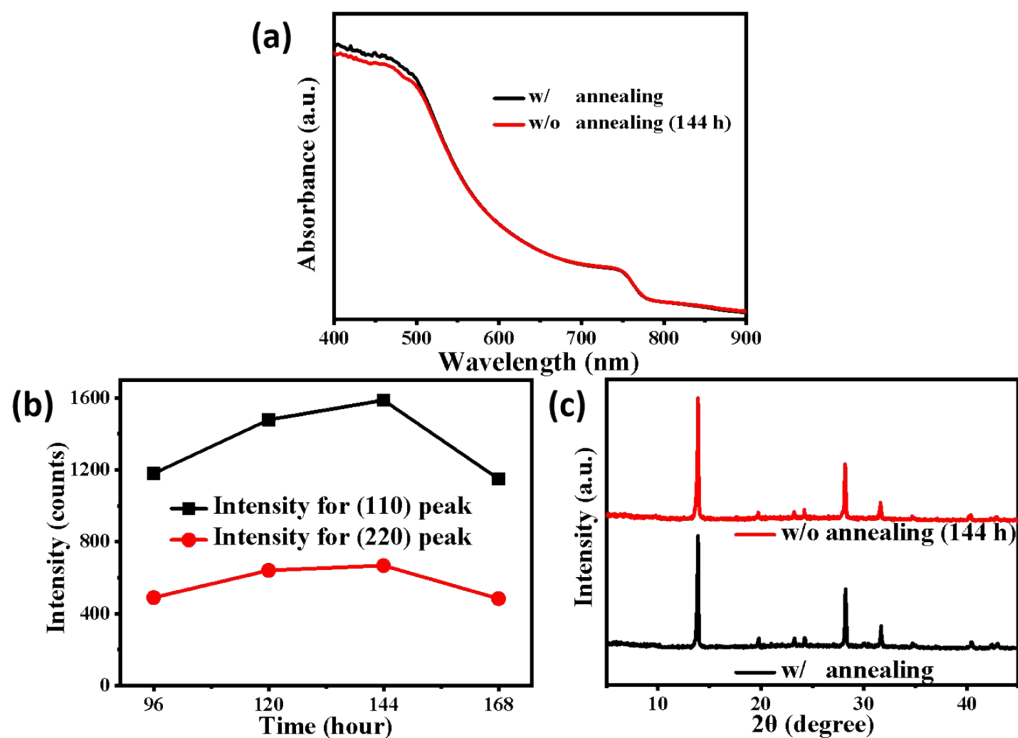 (a)
Absorbance (a.u.)
w/ annealing
w/o annealing (144 h)
400 500 600 700 800 900
Wavelength (nm)
(b)
Intensity (counts)
1600
1200
800
400
0
Intensity for (110) peak
Intensity for (220) peak
96 120 144 168
Time (hour)
(c)
Intensity (a.u.)
w/o annealing (144 h)
w/ annealing
10 20 30 40
2θ (degree)